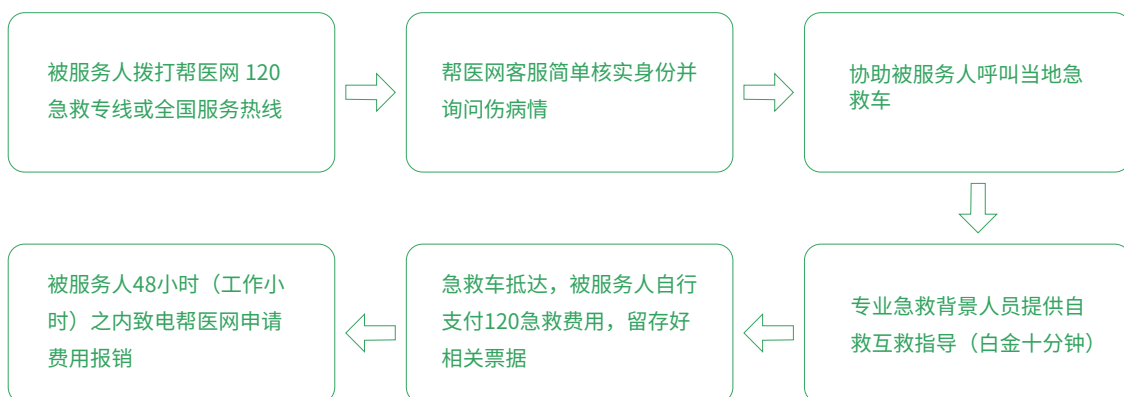 被服务人拨打帮医网 120
急救专线或全国服务热线
帮医网客服简单核实身份并
询问伤病情
协助被服务人呼叫当地急
救车
专业急救背景人员提供自
救互救指导（白金十分钟）
急救车抵达，被服务人自行
支付120急救费用，留存好
相关票据
被服务人48小时（工作小
时）之内致电帮医网申请
费用报销